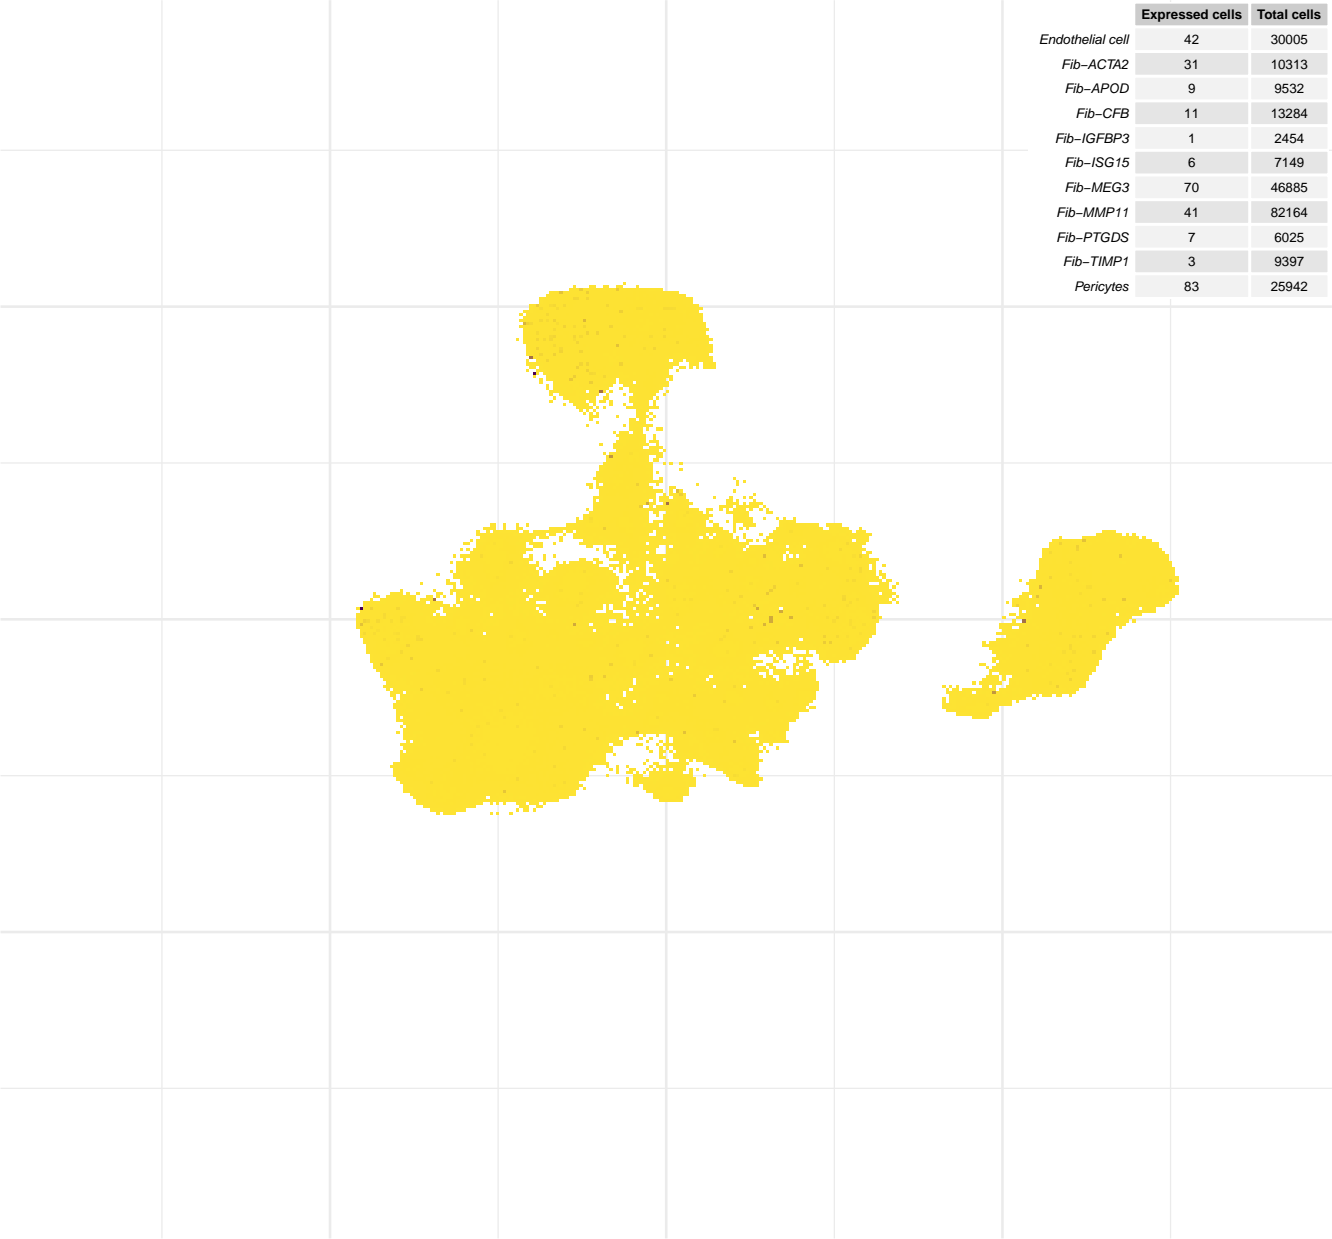 Expressed cells Total cells
Endothelial cell 42 30005
Fib−ACTA2 31 10313
Fib−APOD 9 9532
Fib−CFB 11 13284
Fib−IGFBP3 1 2454
Fib−ISG15 6 7149
Fib−MEG3 70 46885
Fib−MMP11 41 82164
Fib−PTGDS 7 6025
Fib−TIMP1 3 9397
Pericytes 83 25942